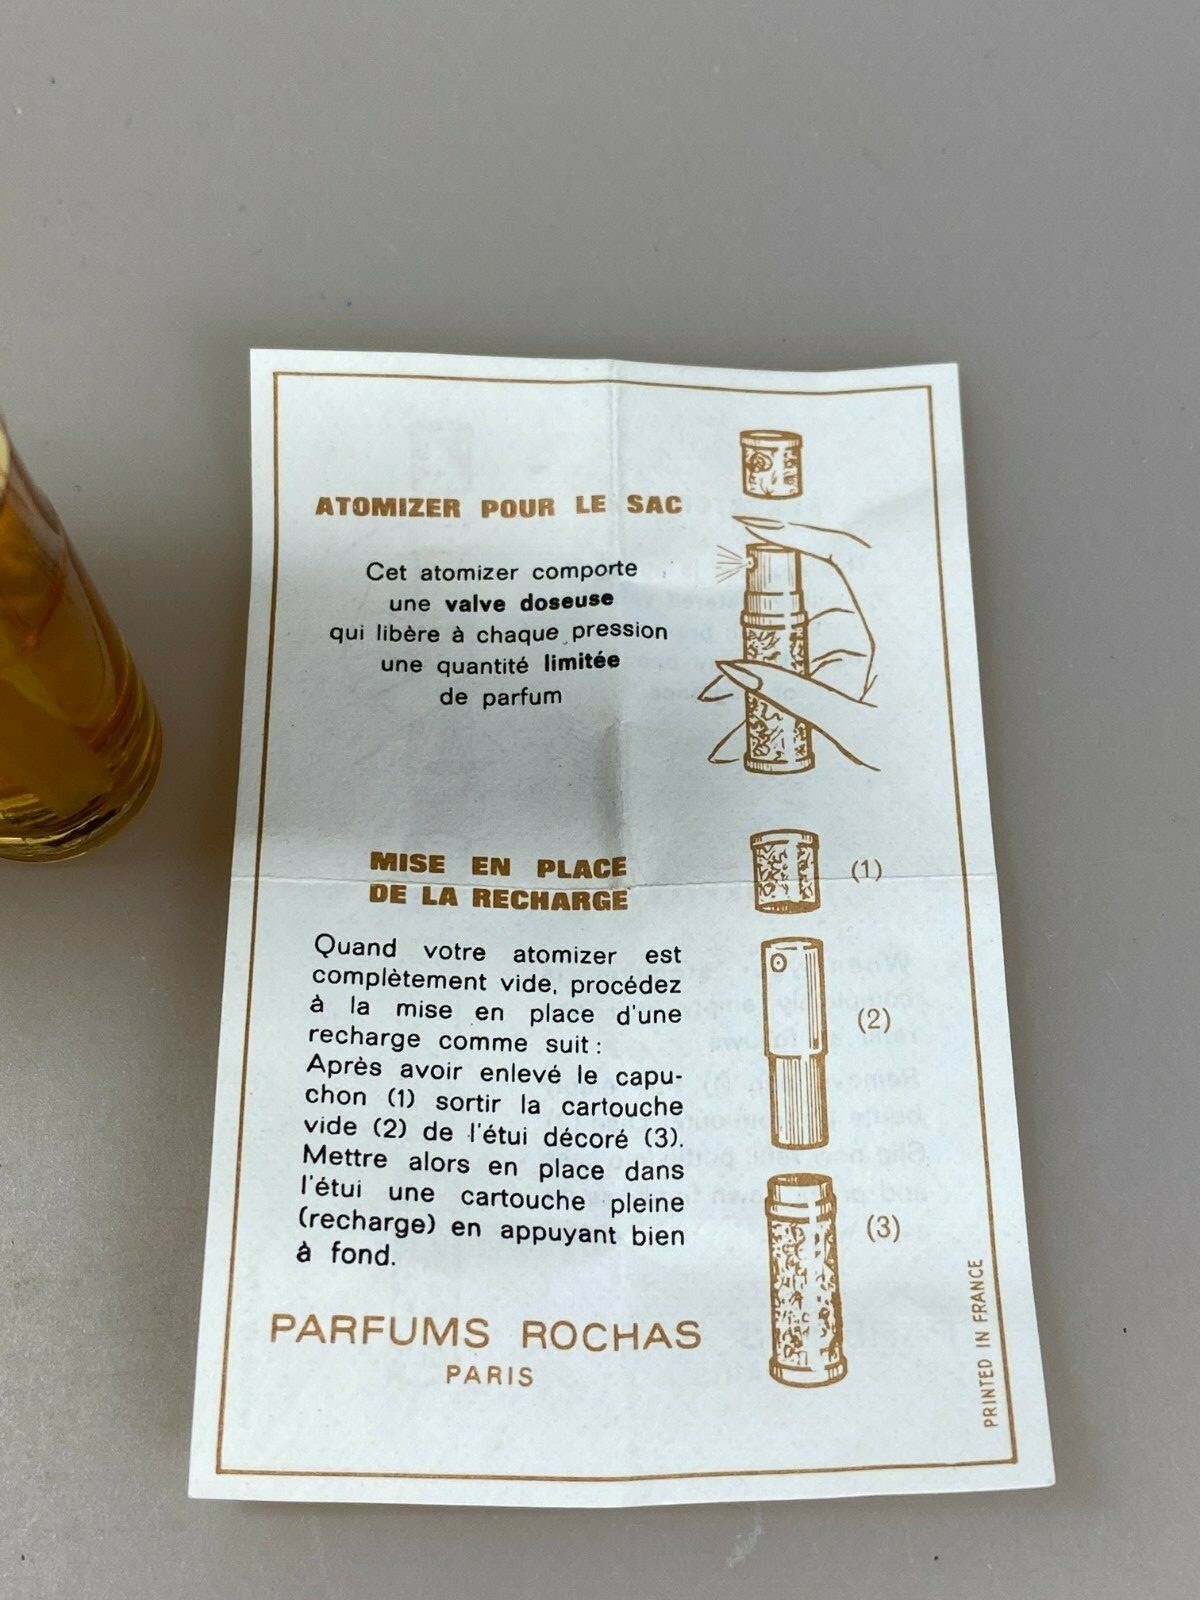 ATOMIZER POUR LE SAC
Cet atomizer comporte
une valve doseuse
qui libère à chaque pression
une quantité limitée
de parfum
MISE EN PLACE
DE LA RECHARGE
Quand votre atomizer est
complètement vide, procédez
à la mise en place d'une
recharge comme suit :
Après avoir enlevé le capu-
chon (1) sortir la cartouche
vide (2) de l'étui décoré (3).
Mettre alors en place dans
l'étui une cartouche pleine
(recharge) en appuyant bien
à fond.
(1)
(2)
(3)
PARFUMS ROCHAS
PARIS
PRINTED IN FRANCE